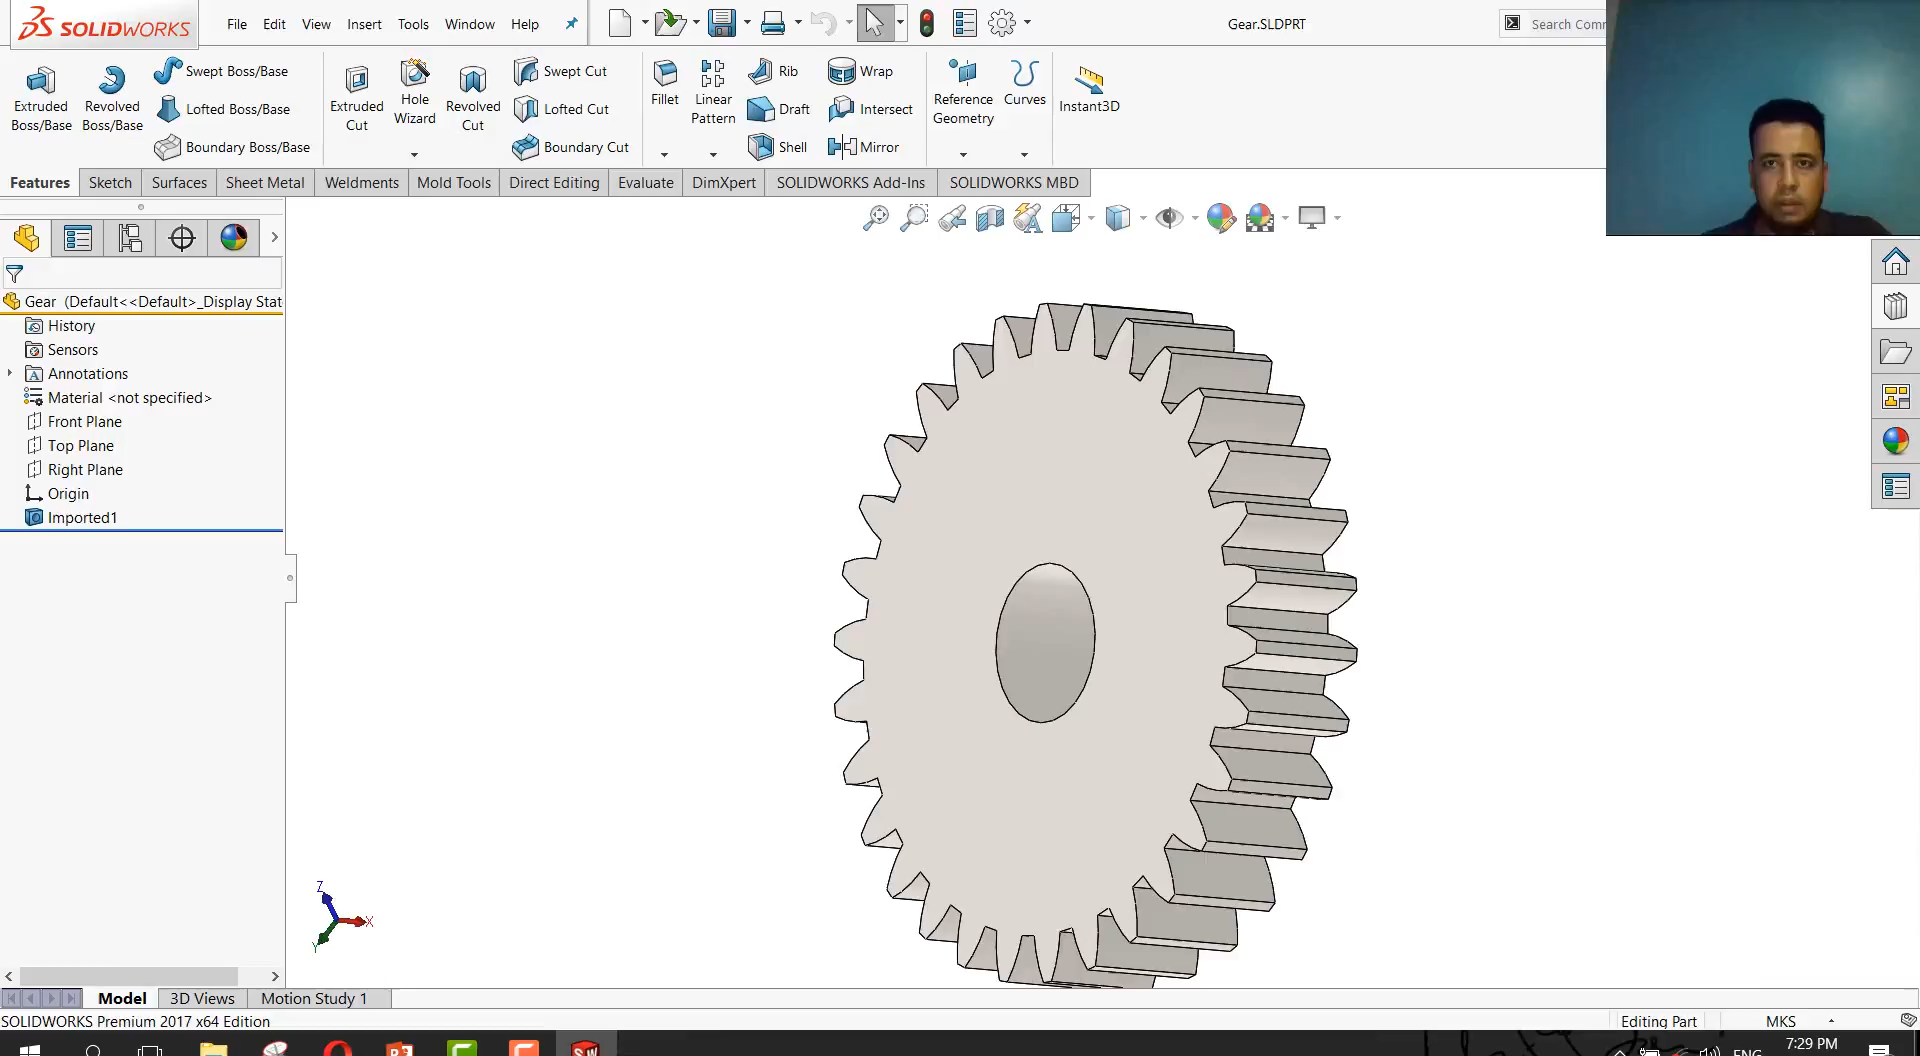 SOLIDWORKS
File Edit View Insert Tools Window Help
Gear.SLDPRT
Search Comm
Extruded Boss/Base
Revolved Boss/Base
Swept Boss/Base
Lofted Boss/Base
Boundary Boss/Base
Extruded Cut
Hole Wizard
Revolved Cut
Swept Cut
Lofted Cut
Boundary Cut
Fillet
Linear Pattern
Rib
Draft
Shell
Wrap
Intersect
Mirror
Reference Geometry
Curves
Instant3D
Features Sketch Surfaces Sheet Metal Weldments Mold Tools Direct Editing Evaluate DimXpert SOLIDWORKS Add-Ins SOLIDWORKS MBD
Gear (Default<<Default>_Display Stat
History
Sensors
Annotations
Material <not specified>
Front Plane
Top Plane
Right Plane
Origin
Imported1
Z
X
Y
Model 3D Views Motion Study 1
SOLIDWORKS Premium 2017 x64 Edition
Editing Part
MKS
7:29 PM
ENG